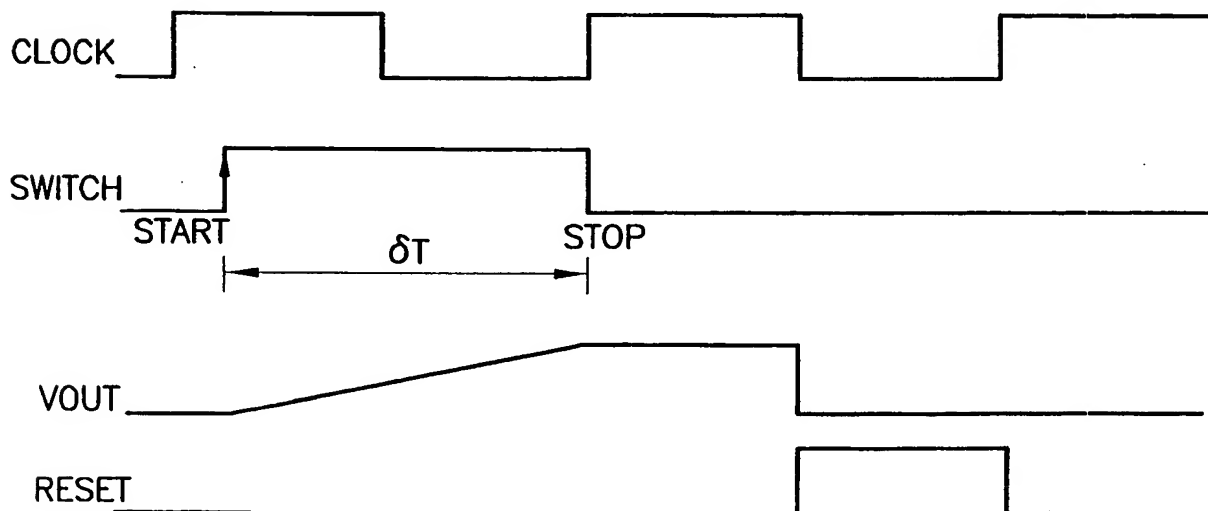 CLOCK
SWITCH
START
STOP
δT
VOUT
RESET